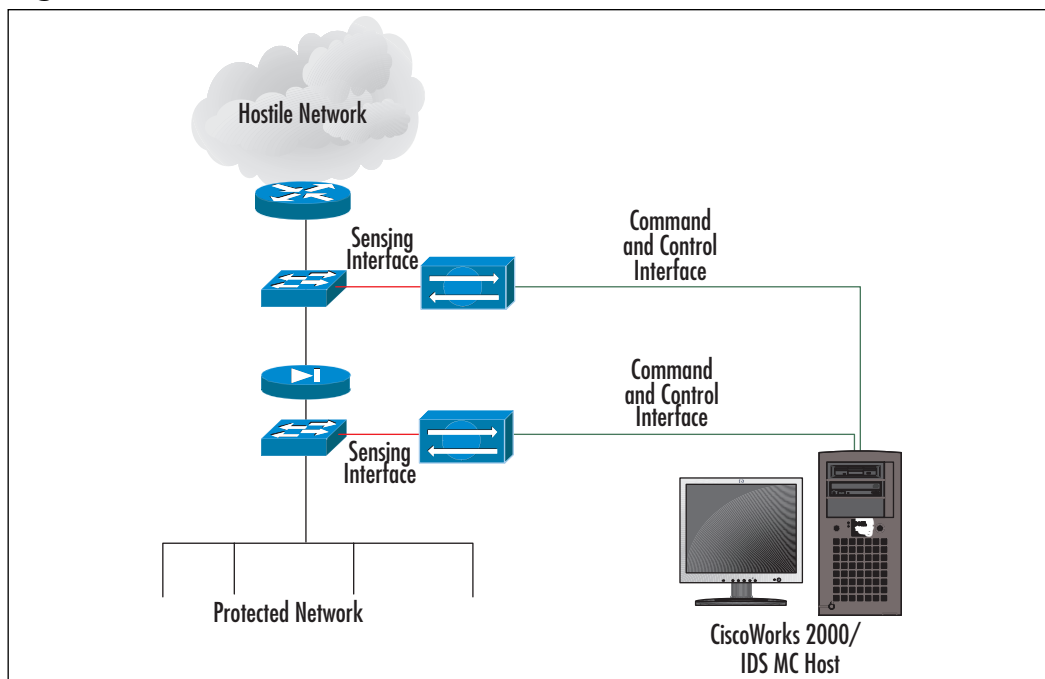 Hostile Network
Sensing
Interface
Command
and Control
Interface
Command
and Control
Interface
Sensing
Interface
Protected Network
CiscoWorks 2000/
IDS MC Host